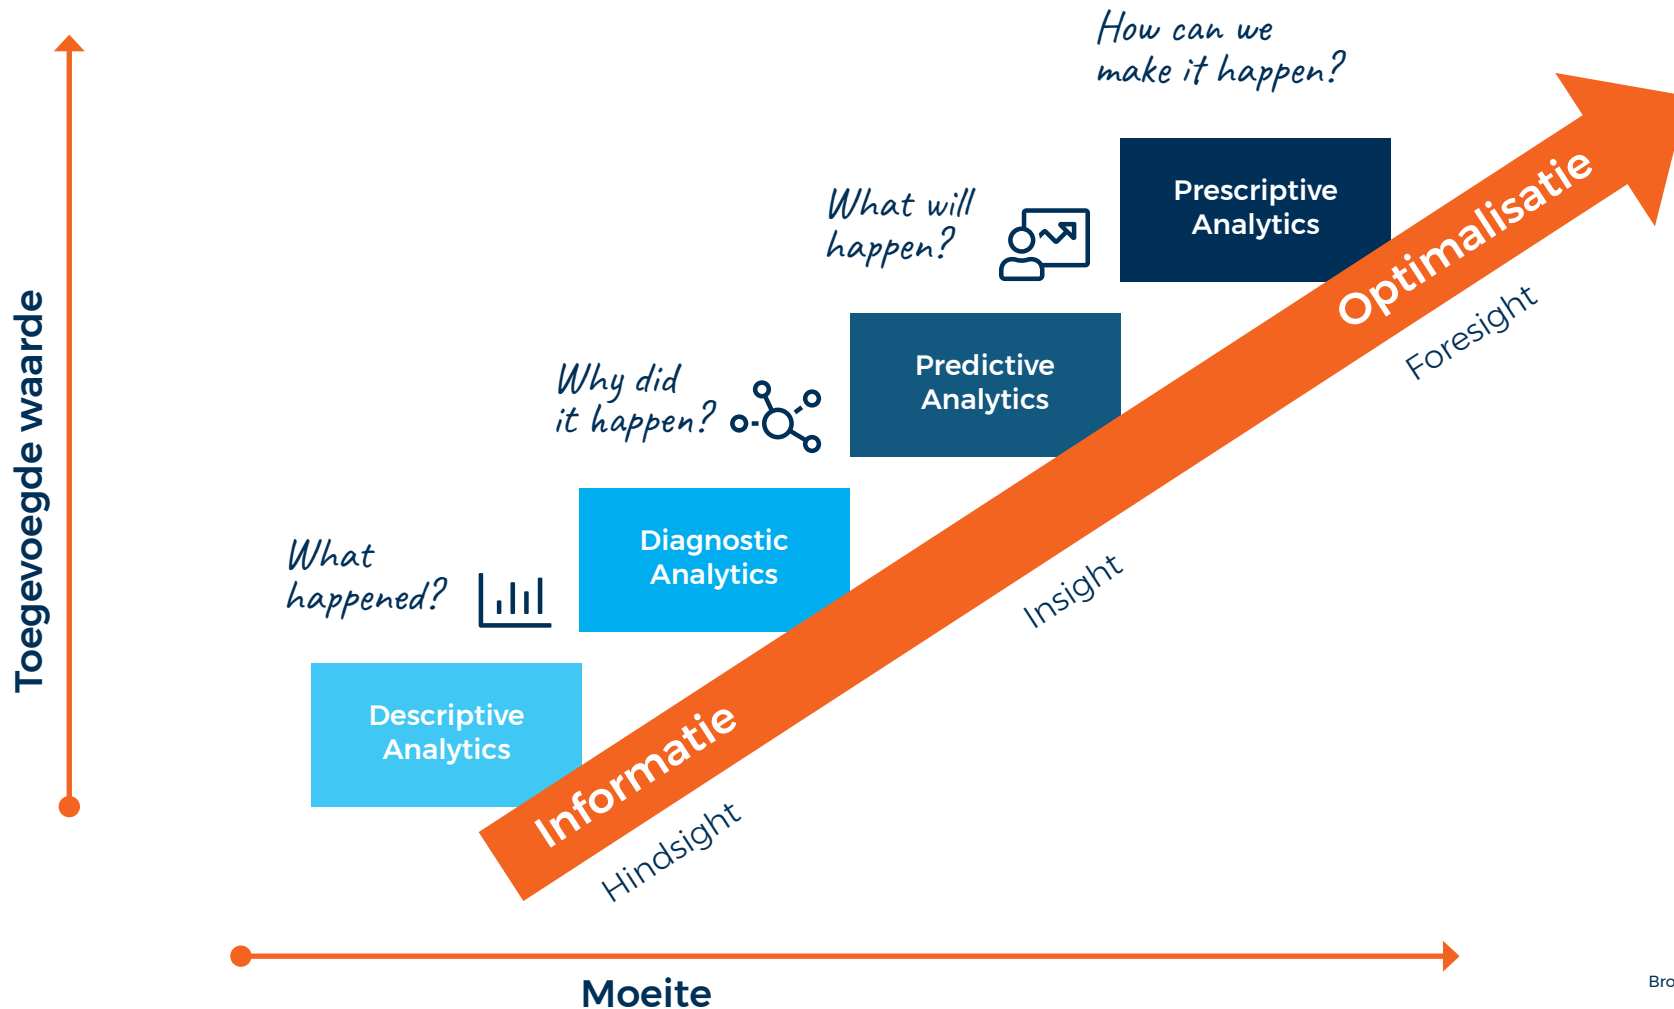 How can we
make it happen?
Prescriptive
Analytics
What will
happen?
Predictive
Analytics
Why did
it happen?
Diagnostic
Analytics
What
happened?
Descriptive
Analytics
Toegevoegde waarde
Informatie
Optimalisatie
Hindsight
Insight
Foresight
Moeite